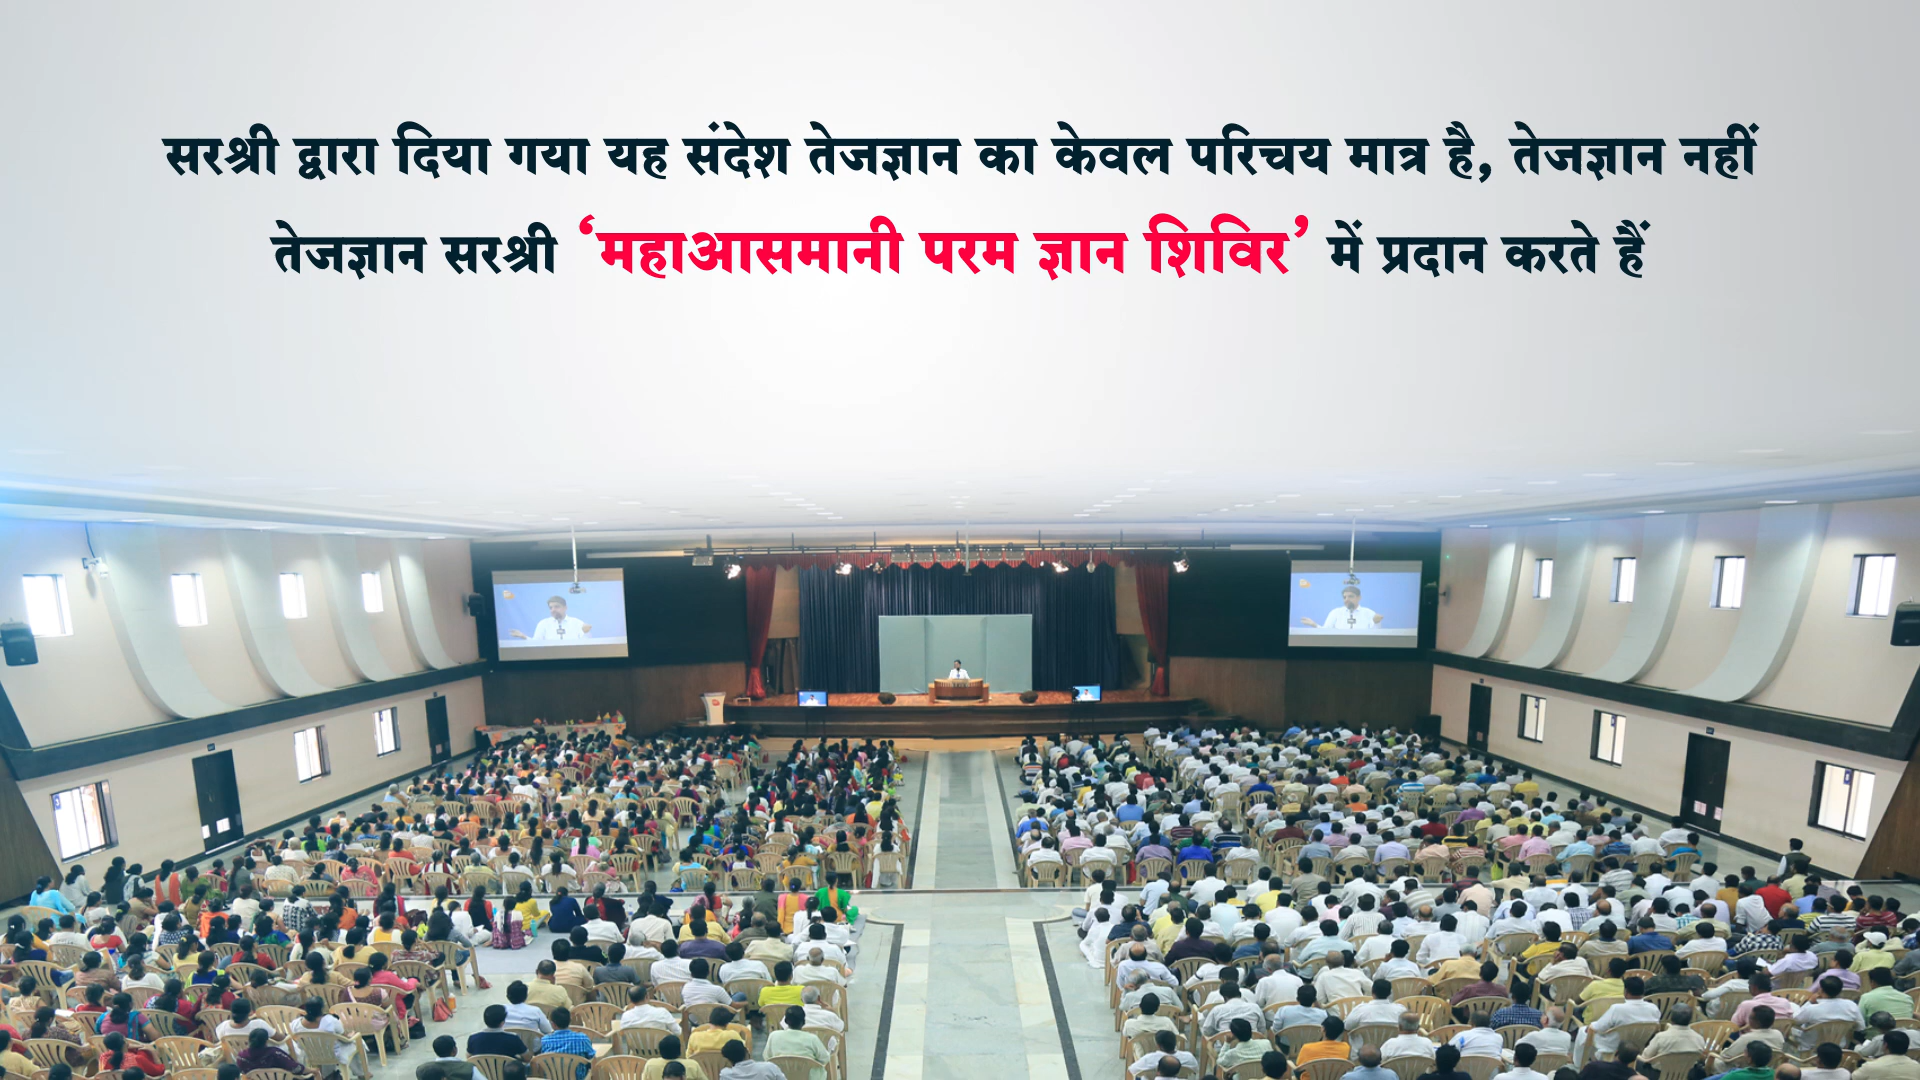 सरश्री द्वारा दिया गया यह संदेश तेजज्ञान का केवल परिचय मात्र है, तेजज्ञान नहीं
तेजज्ञान सरश्री ‘महाआसमानी परम ज्ञान शिविर’ में प्रदान करते हैं